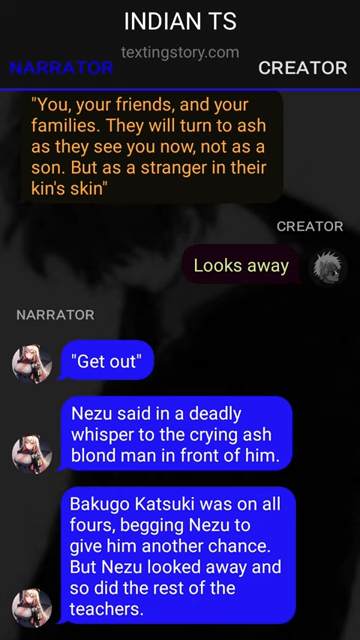 INDIAN TS
textingstory.com
NARRATOR
CREATOR
"You, your friends, and your
families. They will turn to ash
as they see you now, not as a
son. But as a stranger in their
kin's skin"
CREATOR
Looks away
NARRATOR
"Get out"
Nezu said in a deadly
whisper to the crying ash
blond man in front of him.
Bakugo Katsuki was on all
fours, begging Nezu to
give him another chance.
But Nezu looked away and
so did the rest of the
teachers.